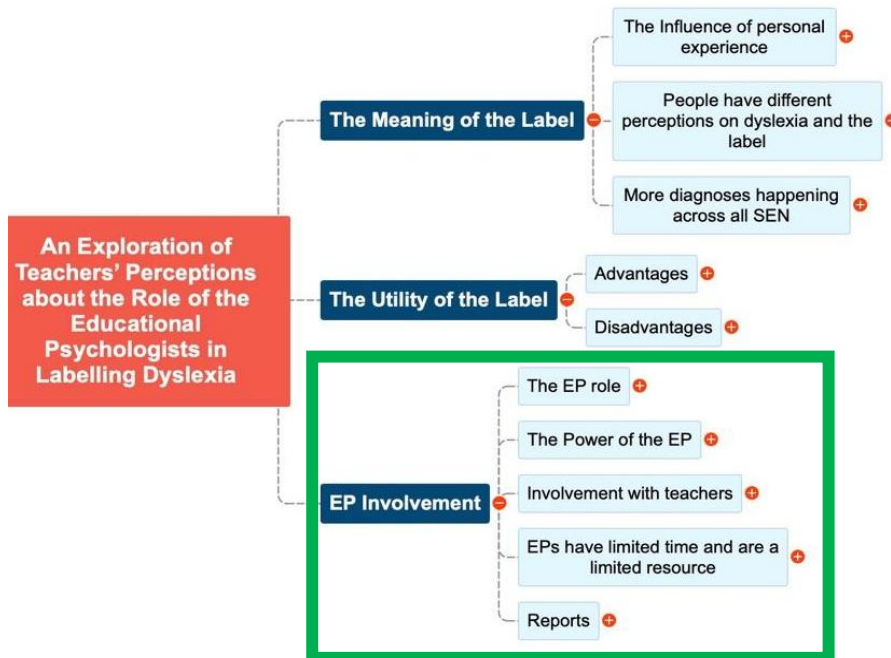 An Exploration of
Teachers' Perceptions
about the Role of the
Educational
Psychologists in
Labelling Dyslexia
The Meaning of the Label
The Influence of personal
experience
People have different
perceptions on dyslexia and the
label
More diagnoses happening
across all SEN
The Utility of the Label
Advantages
Disadvantages
EP Involvement
The EP role
The Power of the EP
Involvement with teachers
EPs have limited time and are a
limited resource
Reports